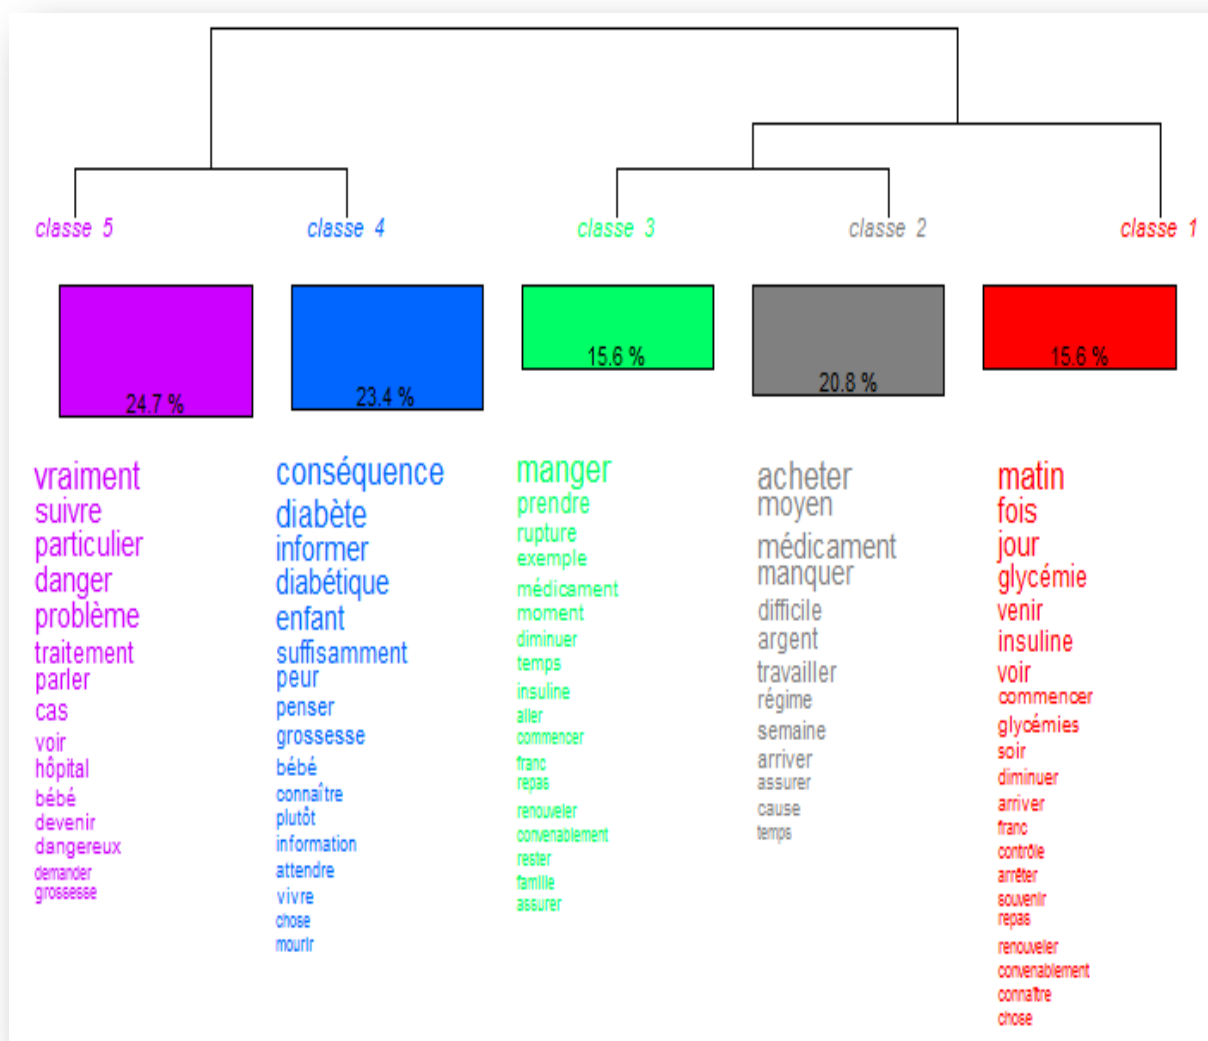 classe 5
classe 4
classe 3
classe 2
classe 1
24.7 %
23.4 %
15.6 %
20.8 %
15.6 %
vraiment
suivre
particulier
danger
problème
traitement
parler
cas
voir
hôpital
bébé
devenir
dangereux
demander
grossesse
conséquence
diabète
informer
diabétique
enfant
suffisamment
peur
penser
grossesse
bébé
connaître
plutôt
information
attendre
vivre
chose
mourir
manger
prendre
rupture
exemple
médicament
moment
diminuer
temps
insuline
aller
commencer
franc
repas
renouveler
convenablement
rester
famille
assurer
acheter
moyen
médicament
manquer
difficile
argent
travailler
régime
semaine
arriver
assurer
cause
temps
matin
fois
jour
glycémie
venir
insuline
voir
commencer
glycémies
soir
diminuer
arriver
franc
contrôle
arrêter
souvenir
repas
renouveler
convenablement
connaître
chose